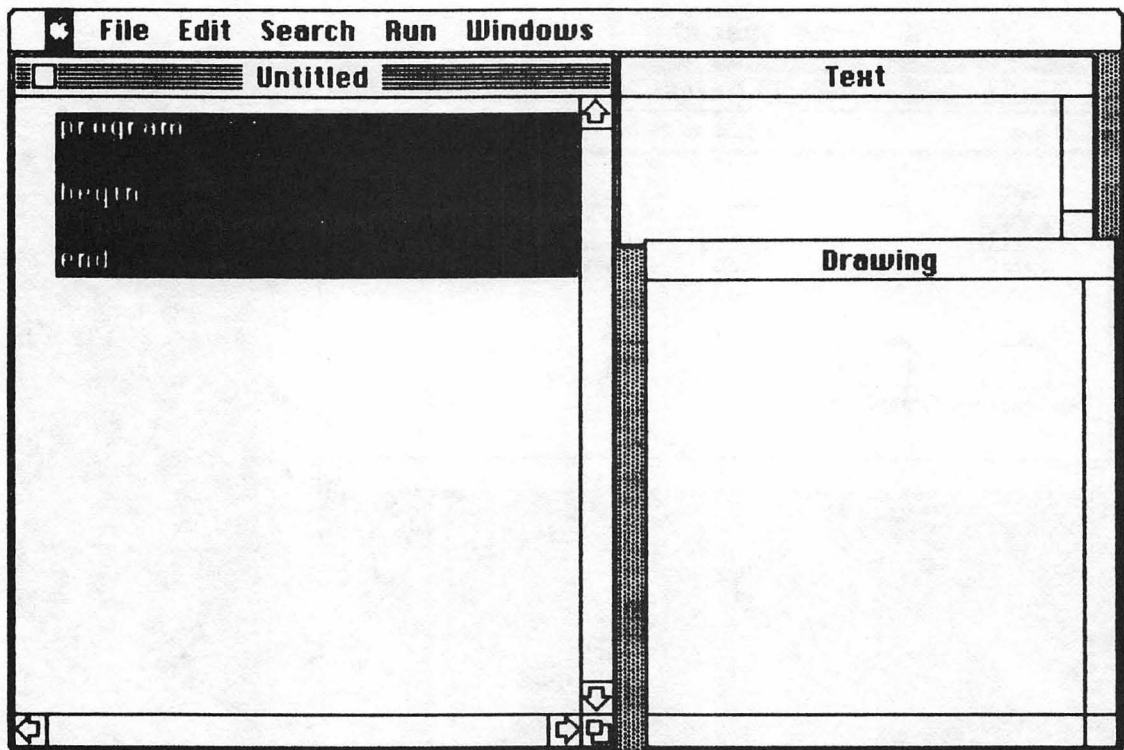 File Edit Search Run Windows
Untitled
Text
program
begin
end
Drawing